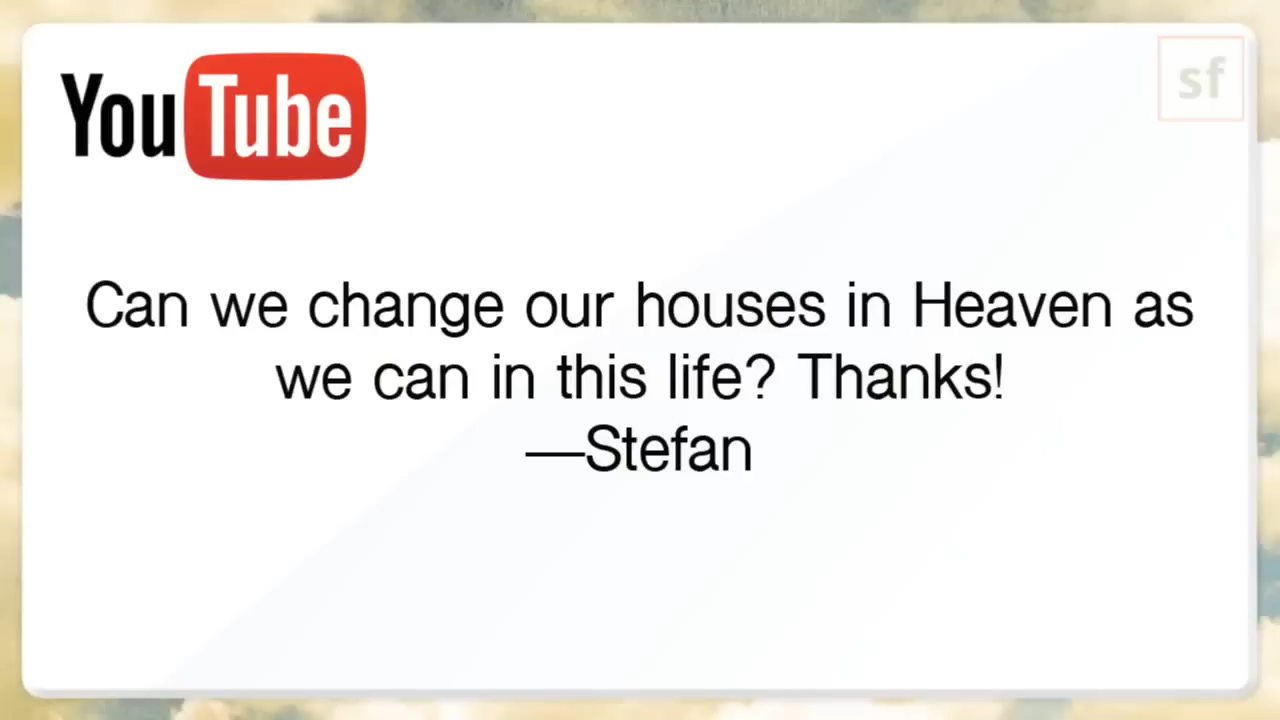 YouTube
sf
Can we change our houses in Heaven as
we can in this life? Thanks!
—Stefan